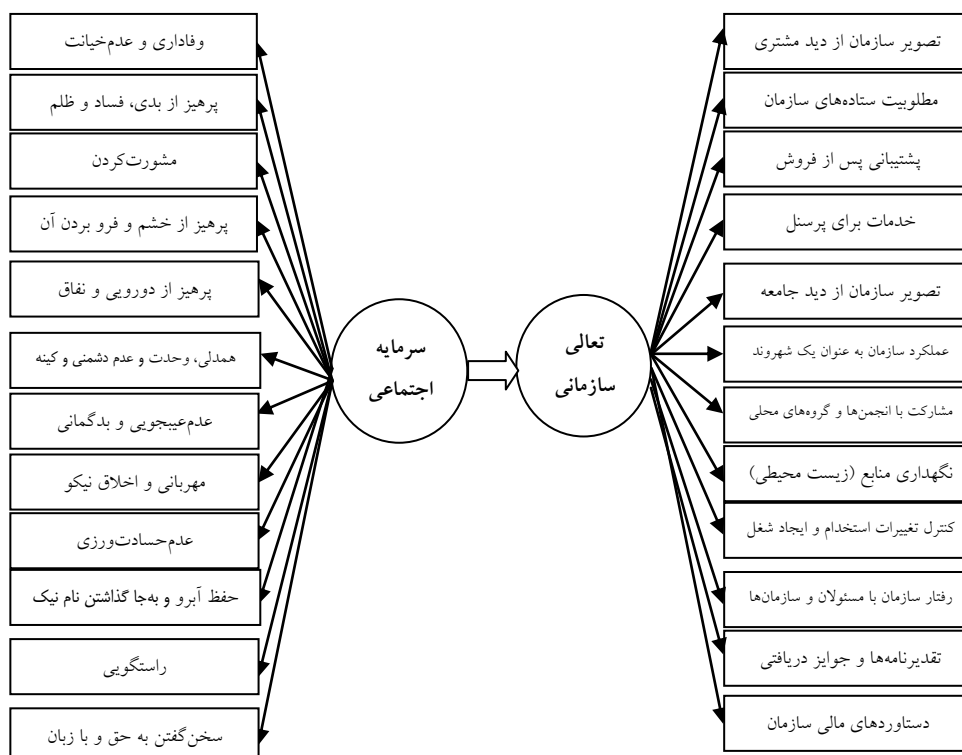 تصویر سازمان از دید مشتری
مطلوبیت ستاده‌های سازمان
پشتیبانی پس از فروش
خدمات برای پرسنل
تصویر سازمان از دید جامعه
عملکرد سازمان به عنوان یک شهروند
مشارکت با انجمن‌ها و گروه‌های محلی
نگهداری منابع (زیست محیطی)
کنترل تغییرات استخدام و ایجاد شغل
رفتار سازمان با مسئولان و سازمان‌ها
تقدیرنامه‌ها و جوایز دریافتی
دستاوردهای مالی سازمان
تعالی
سازمانی
سرمایه
اجتماعی
وفاداری و عدم‌خیانت
پرهیز از بدی، فساد و ظلم
مشورت‌کردن
پرهیز از خشم و فرو بردن آن
پرهیز از دورویی و نفاق
همدلی، وحدت و عدم دشمنی و کینه
عدم‌عیبجویی و بدگمانی
مهربانی و اخلاق نیکو
عدم‌حسادت‌ورزی
حفظ آبرو و به‌جا گذاشتن نام نیک
راستگویی
سخن‌گفتن به حق و با زبان